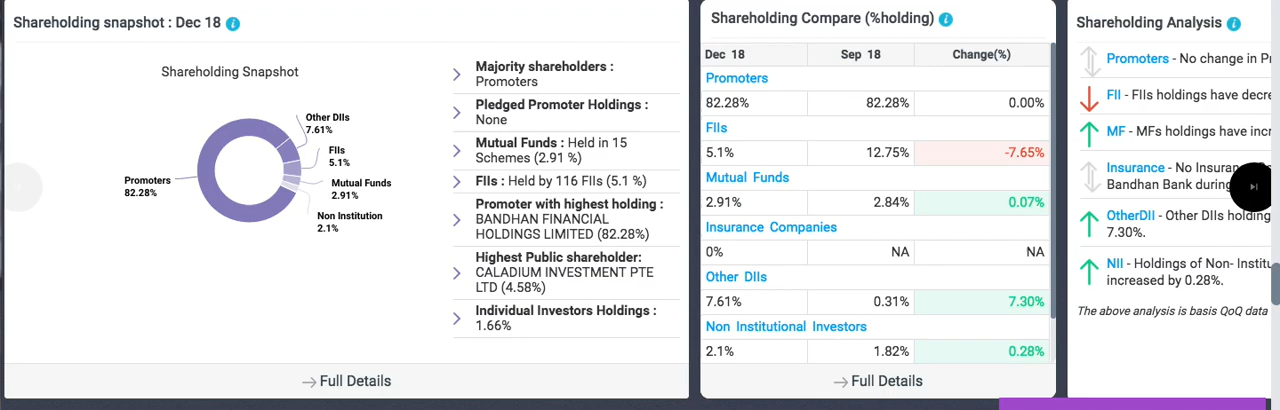 Shareholding snapshot : Dec 18
Shareholding Snapshot
Other DIIs
7.61%
FIIs
5.1%
Mutual Funds
2.91%
Non Institution
2.1%
Promoters
82.28%
Majority shareholders :
Promoters
Pledged Promoter Holdings :
None
Mutual Funds : Held in 15
Schemes (2.91 %)
FIIs : Held by 116 FIIs (5.1 %)
Promoter with highest holding :
BANDHAN FINANCIAL
HOLDINGS LIMITED (82.28%)
Highest Public shareholder:
CALADIUM INVESTMENT PTE
LTD (4.58%)
Individual Investors Holdings :
1.66%
Full Details
Shareholding Compare (%holding)
Dec 18 Sep 18 Change(%)
Promoters
82.28% 82.28% 0.00%
FIIs
5.1% 12.75% -7.65%
Mutual Funds
2.91% 2.84% 0.07%
Insurance Companies
0% NA NA
Other DIIs
7.61% 0.31% 7.30%
Non Institutional Investors
2.1% 1.82% 0.28%
Full Details
Shareholding Analysis
Promoters - No change in
FII - FIIs holdings have
MF - MFs holdings have
Insurance - No
Bandhan Bank during
OtherDII - Other DIIs holding
7.30%.
NII - Holdings of Non-
increased by 0.28%.
The above analysis is basis QoQ data